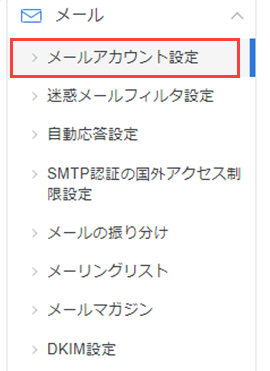 メール
メールアカウント設定
迷惑メールフィルタ設定
自動応答設定
SMTP認証の国外アクセス制
限設定
メールの振り分け
メーリングリスト
メールマガジン
DKIM設定